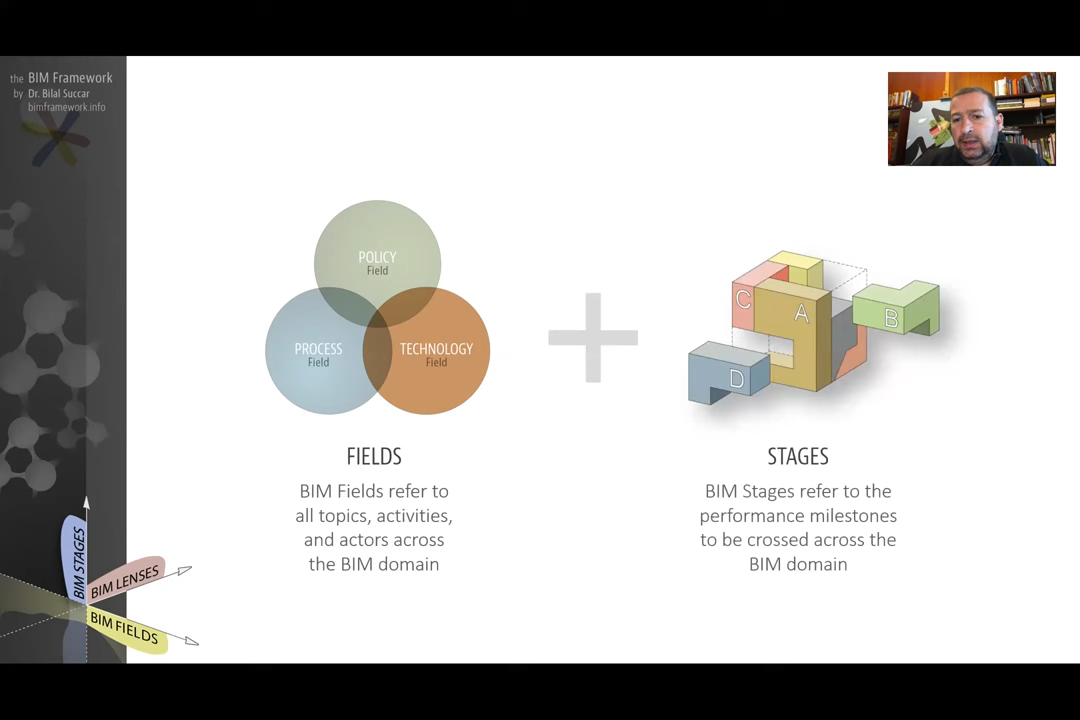 the BIM Framework
by Dr. Bilal Succar
bimframework.info
POLICY
Field
PROCESS
Field
TECHNOLOGY
Field
C
A
B
D
FIELDS
BIM Fields refer to
all topics, activities,
and actors across
the BIM domain
STAGES
BIM Stages refer to the
performance milestones
to be crossed across the
BIM domain
BIM STAGES
BIM LENSES
BIM FIELDS